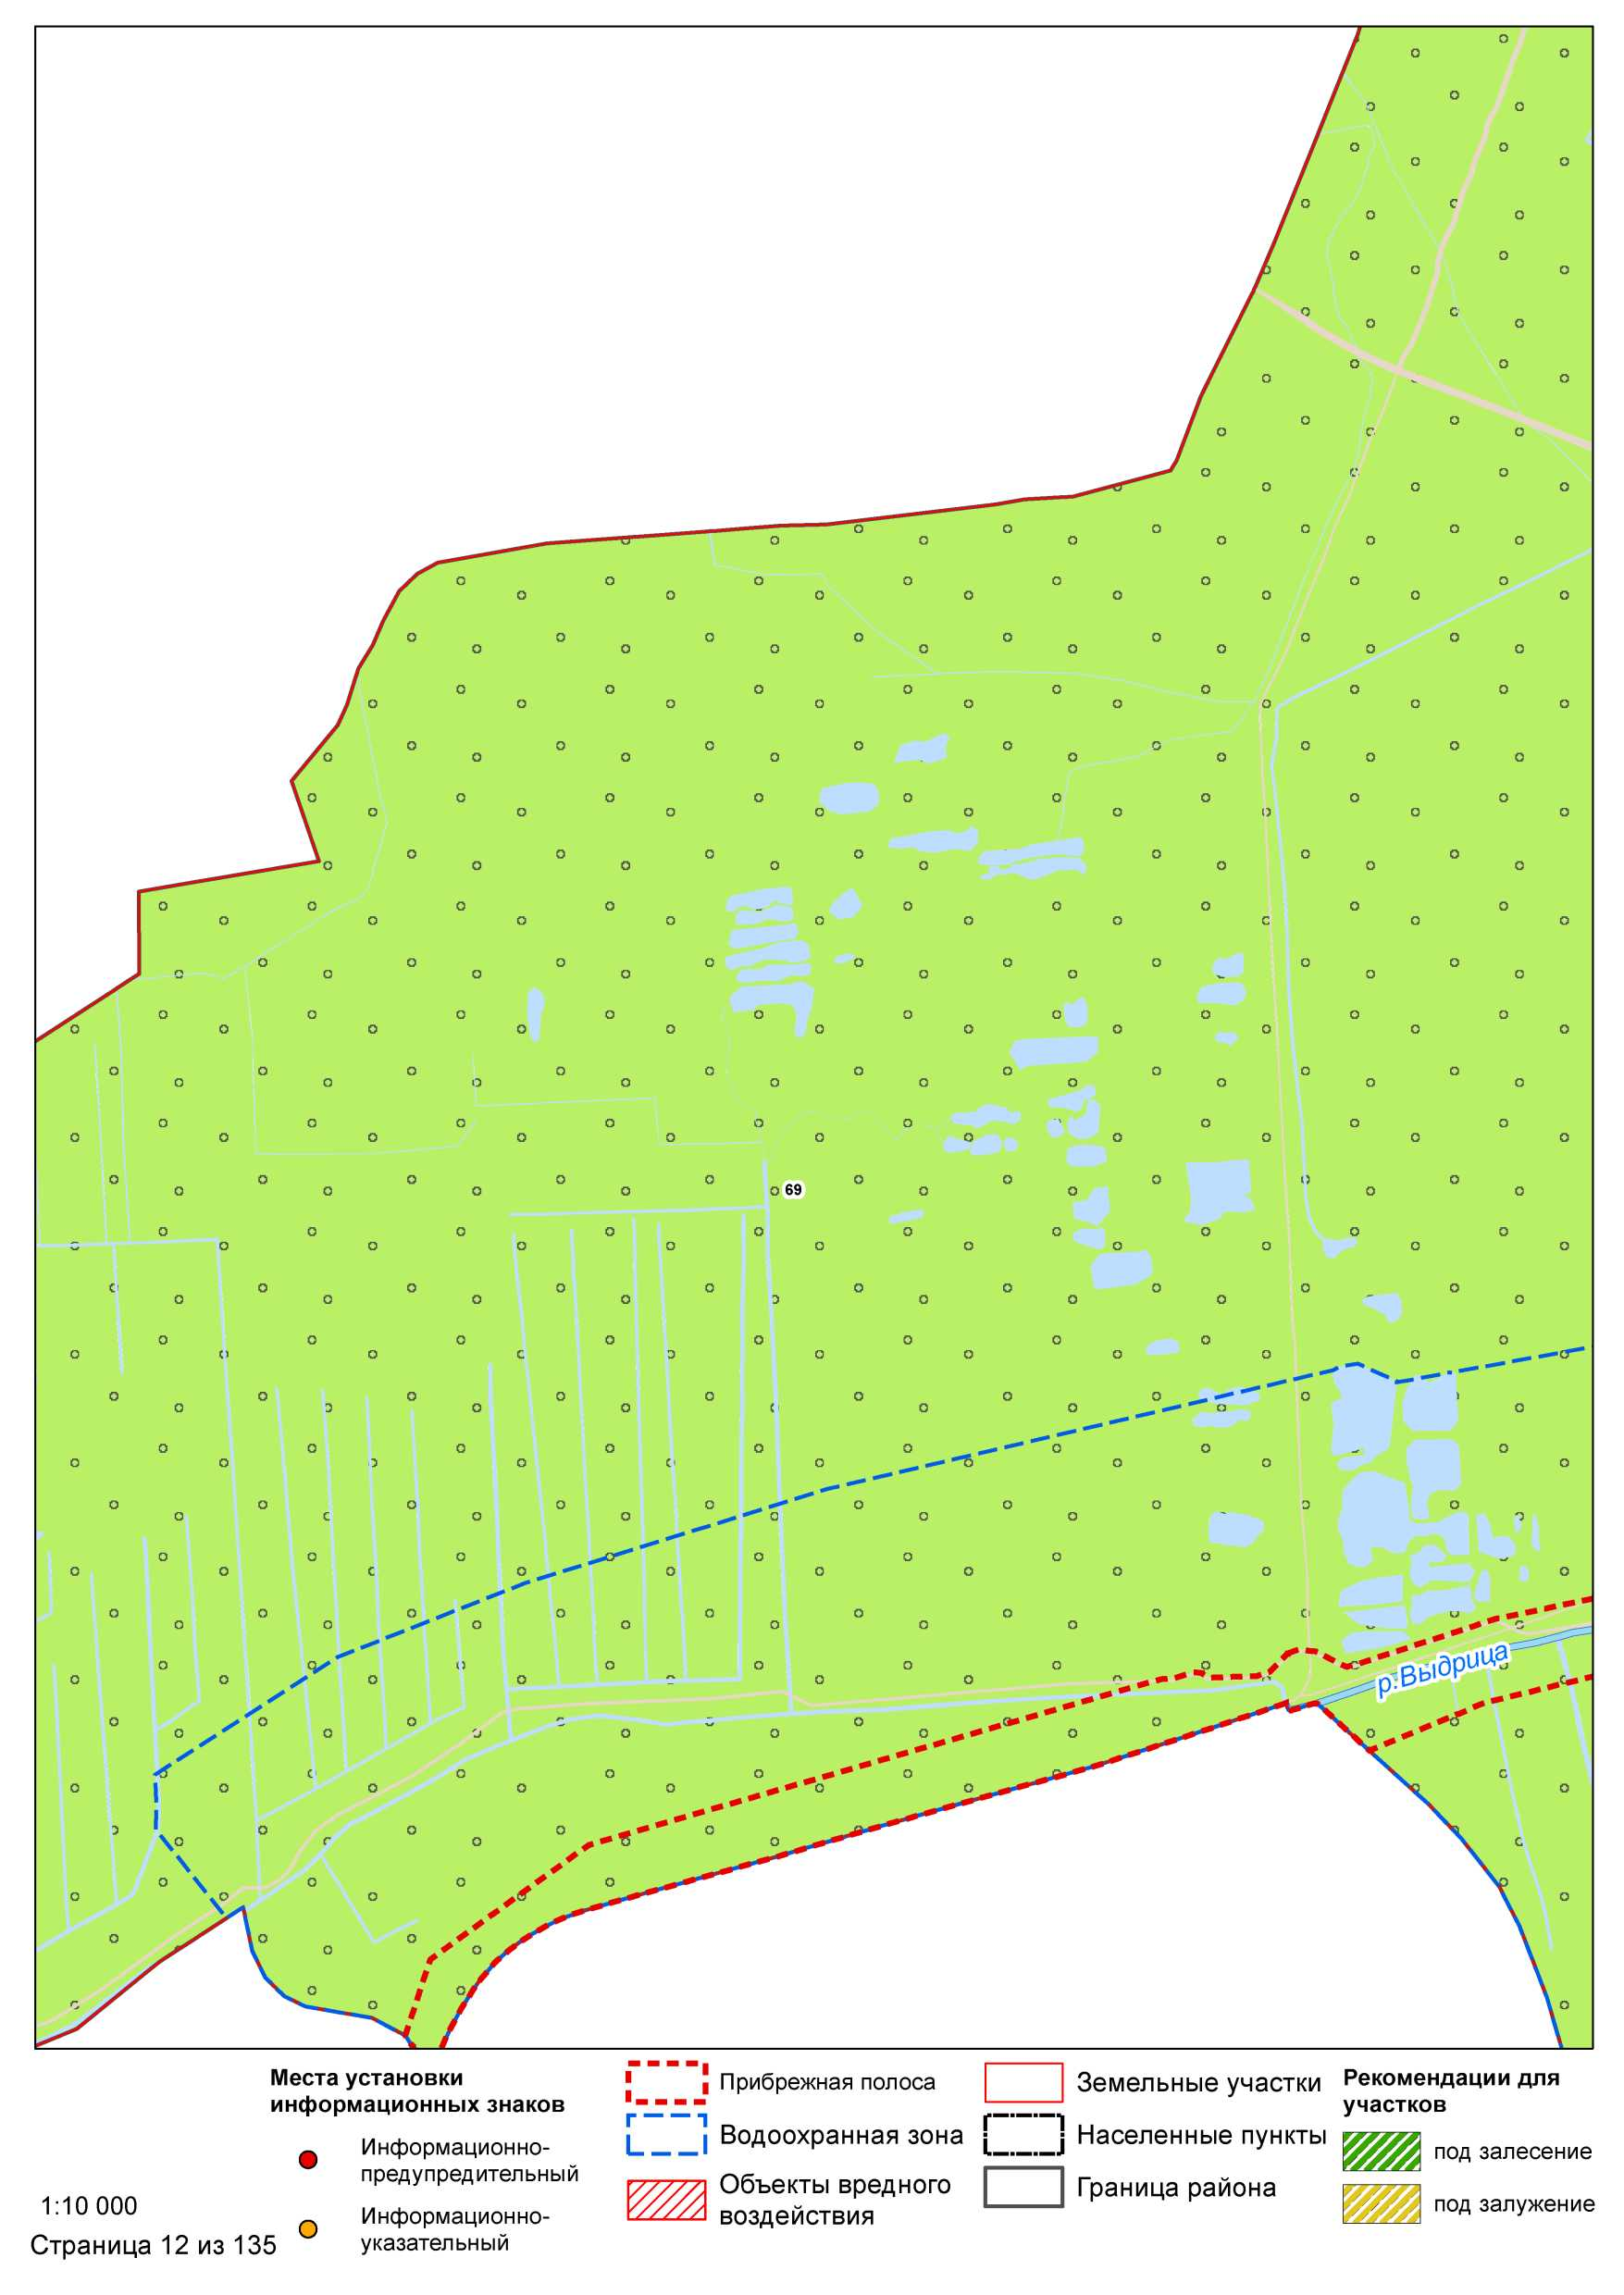 69
р.Выдрица
Места установки
информационных знаков
Информационно-
предупредительный
Информационно-
указательный
Прибрежная полоса
Водоохранная зона
Объекты вредного
воздействия
Земельные участки
Населенные пункты
Граница района
Рекомендации для
участков
под залесение
под залужение
1:10 000
Страница 12 из 135